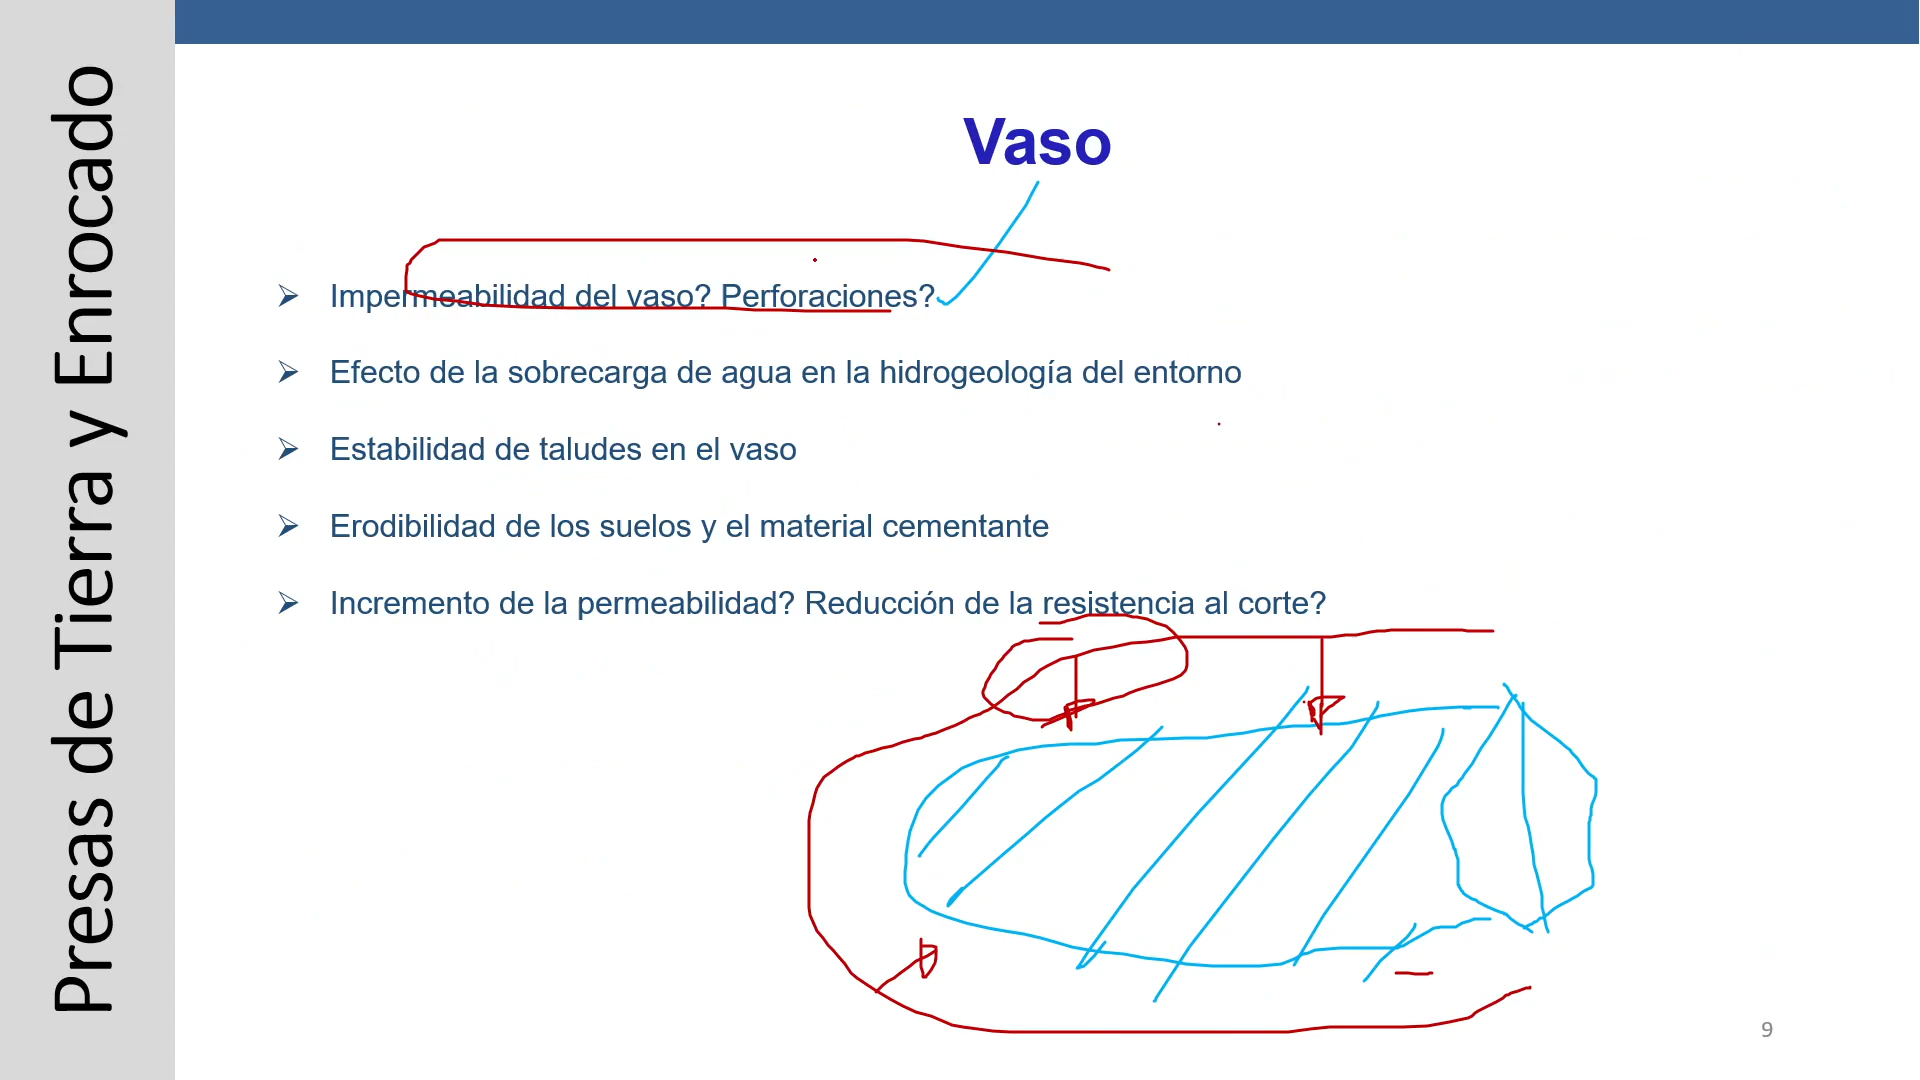 Presas de Tierra y Enrocado
Vaso
Impermeabilidad del vaso? Perforaciones?
Efecto de la sobrecarga de agua en la hidrogeología del entorno
Estabilidad de taludes en el vaso
Erodibilidad de los suelos y el material cementante
Incremento de la permeabilidad? Reducción de la resistencia al corte?
9